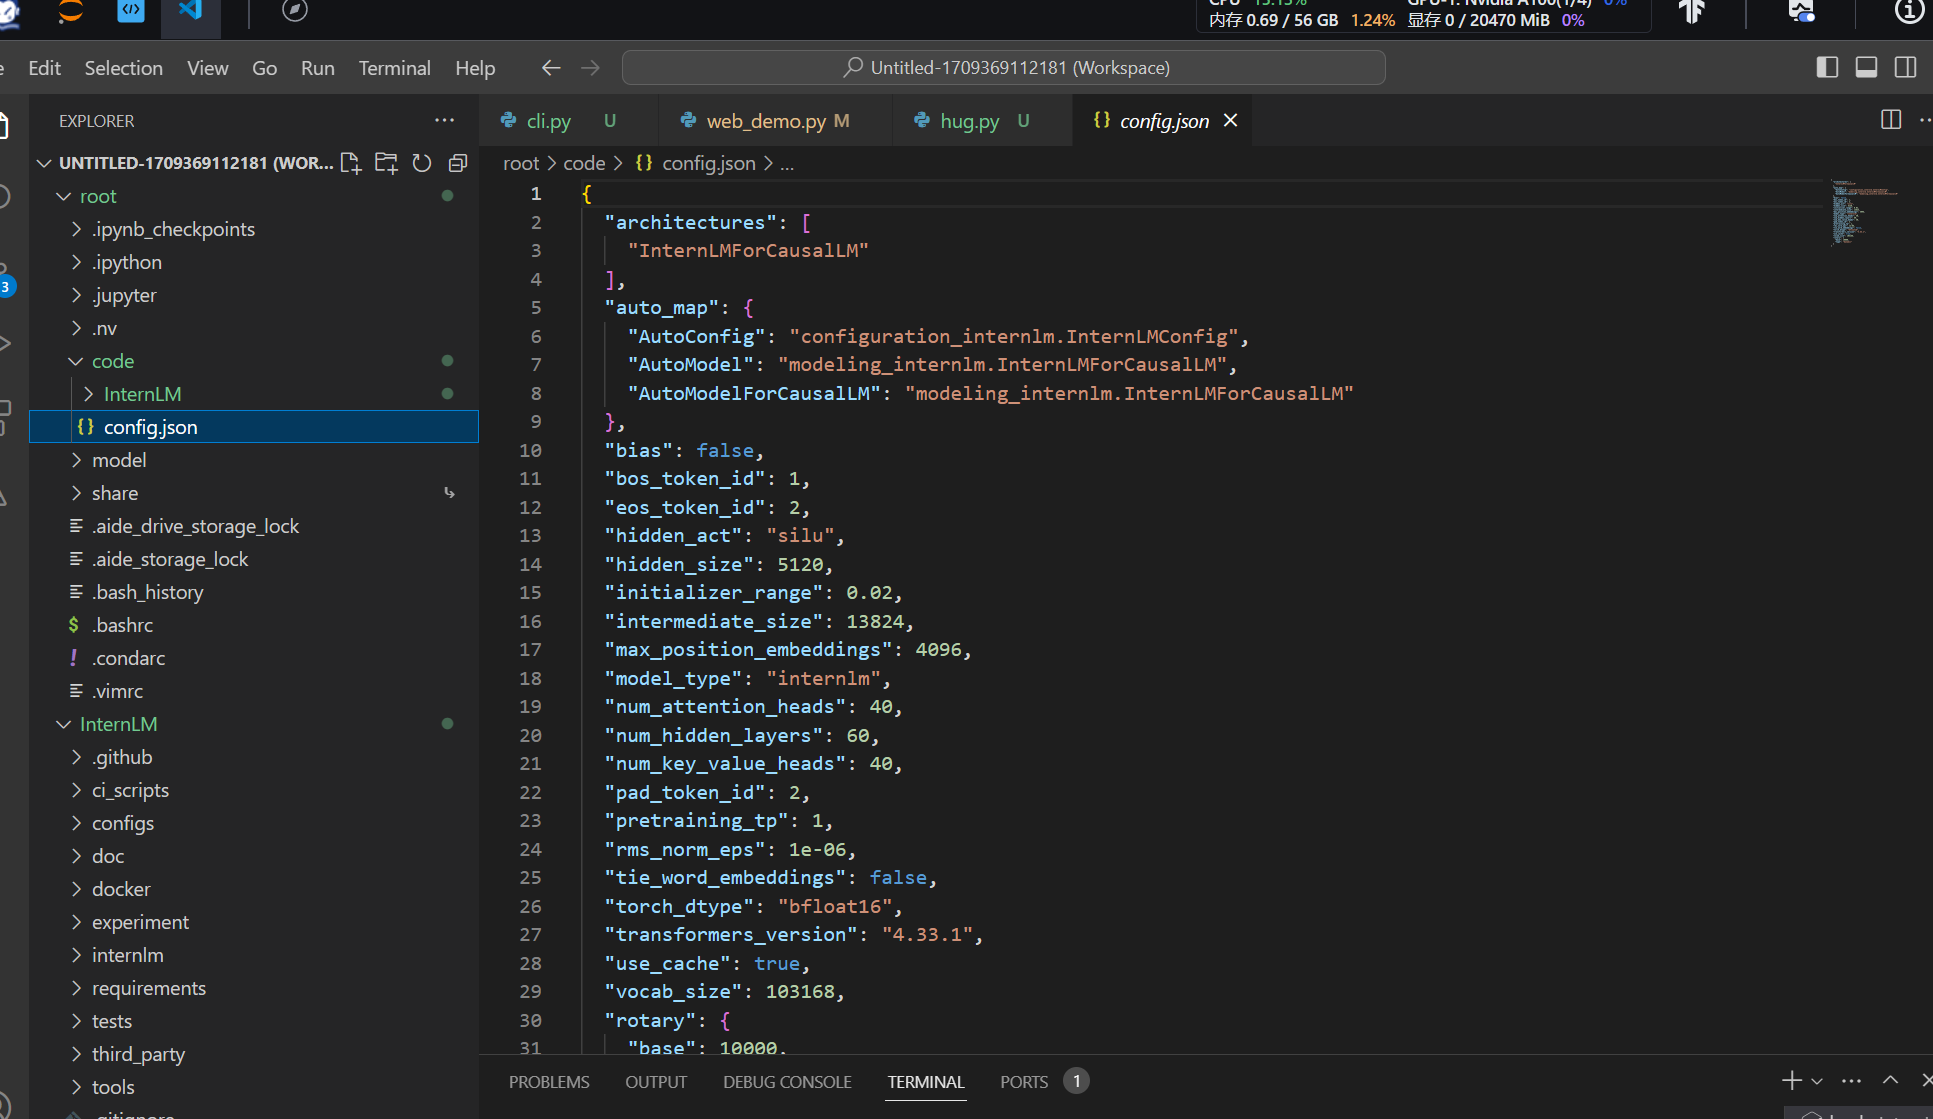 CPU 13.13% GPU-1: Nvidia A100(1/4) 0%
内存 0.69 / 56 GB 1.24% 显存 0 / 20470 MiB 0%
Edit Selection View Go Run Terminal Help
Untitled-1709369112181 (Workspace)
EXPLORER
UNTITLED-1709369112181 (WOR...
root
.ipynb_checkpoints
.ipython
.jupyter
.nv
code
InternLM
config.json
model
share
.aide_drive_storage_lock
.aide_storage_lock
.bash_history
.bashrc
.condarc
.vimrc
InternLM
.github
ci_scripts
configs
doc
docker
experiment
internlm
requirements
tests
third_party
tools
.gitignore
3
cli.py U
web_demo.py M
hug.py U
{} config.json
root > code > {} config.json > ...
1 {
2 "architectures": [
3 "InternLMForCausalLM"
4 ],
5 "auto_map": {
6 "AutoConfig": "configuration_internlm.InternLMConfig",
7 "AutoModel": "modeling_internlm.InternLMForCausalLM",
8 "AutoModelForCausalLM": "modeling_internlm.InternLMForCausalLM"
9 },
10 "bias": false,
11 "bos_token_id": 1,
12 "eos_token_id": 2,
13 "hidden_act": "silu",
14 "hidden_size": 5120,
15 "initializer_range": 0.02,
16 "intermediate_size": 13824,
17 "max_position_embeddings": 4096,
18 "model_type": "internlm",
19 "num_attention_heads": 40,
20 "num_hidden_layers": 60,
21 "num_key_value_heads": 40,
22 "pad_token_id": 2,
23 "pretraining_tp": 1,
24 "rms_norm_eps": 1e-06,
25 "tie_word_embeddings": false,
26 "torch_dtype": "bfloat16",
27 "transformers_version": "4.33.1",
28 "use_cache": true,
29 "vocab_size": 103168,
30 "rotary": {
31 "base": 10000,
PROBLEMS OUTPUT DEBUG CONSOLE TERMINAL PORTS 1